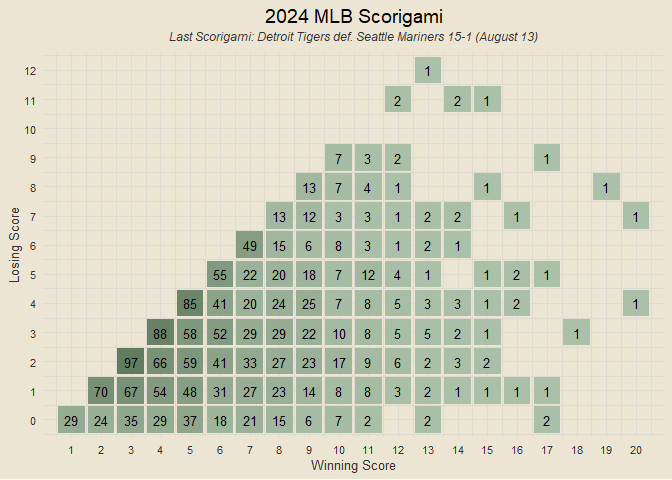 2024 MLB Scorigami
Last Scorigami: Detroit Tigers def. Seattle Mariners 15-1 (August 13)
Losing Score
12 1
11 2 2 1
10
9 7 3 2 1
8 13 7 4 1 1 1
7 13 12 3 3 1 2 2 1 1
6 49 15 6 8 3 1 2 1
5 55 22 20 18 7 12 4 1 1 2 1
4 85 41 20 24 25 7 8 5 3 3 1 2 1
3 88 58 52 29 29 22 10 8 5 5 2 1 1
2 97 66 59 41 33 27 23 17 9 6 2 3 2
1 70 67 54 48 31 27 23 14 8 8 3 2 1 1 1 1
0 29 24 35 29 37 18 21 15 6 7 2 2 2
1 2 3 4 5 6 7 8 9 10 11 12 13 14 15 16 17 18 19 20
Winning Score